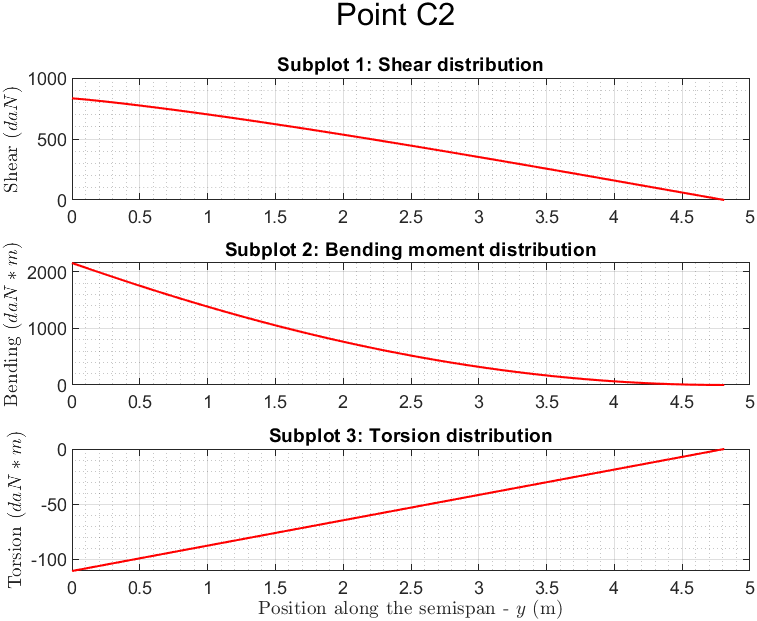 Point C2
Subplot 1: Shear distribution
Shear (daN)
1000
500
0
0 0.5 1 1.5 2 2.5 3 3.5 4 4.5 5
Subplot 2: Bending moment distribution
Bending (daN * m)
2000
1000
0
0 0.5 1 1.5 2 2.5 3 3.5 4 4.5 5
Subplot 3: Torsion distribution
Torsion (daN * m)
0
-50
-100
0 0.5 1 1.5 2 2.5 3 3.5 4 4.5 5
Position along the semispan - y (m)